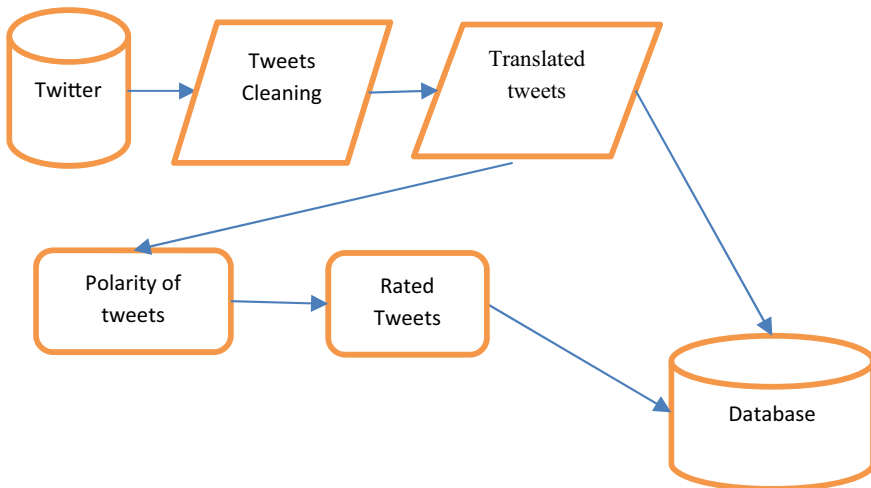 Twitter
Tweets
Cleaning
Translated
tweets
Polarity of
tweets
Rated
Tweets
Database